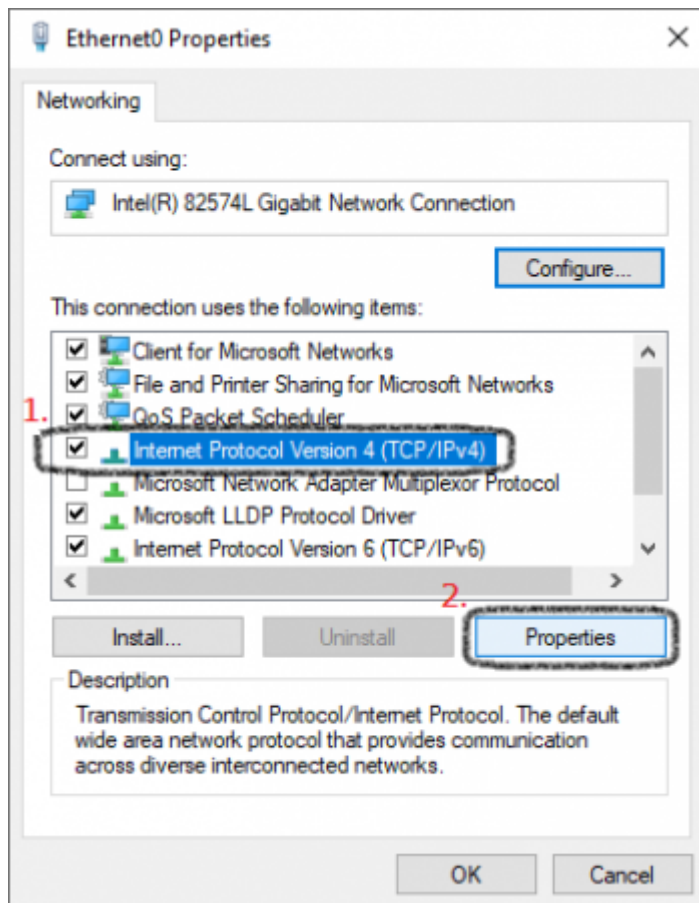 Ethernet0 Properties
Networking
Connect using:
Intel(R) 82574L Gigabit Network Connection
Configure...
This connection uses the following items:
Client for Microsoft Networks
File and Printer Sharing for Microsoft Networks
QoS Packet Scheduler
1.
Internet Protocol Version 4 (TCP/IPv4)
Microsoft Network Adapter Multiplexor Protocol
Microsoft LLDP Protocol Driver
Internet Protocol Version 6 (TCP/IPv6)
2.
Install...
Uninstall
Properties
Description
Transmission Control Protocol/Internet Protocol. The default
wide area network protocol that provides communication
across diverse interconnected networks.
OK
Cancel